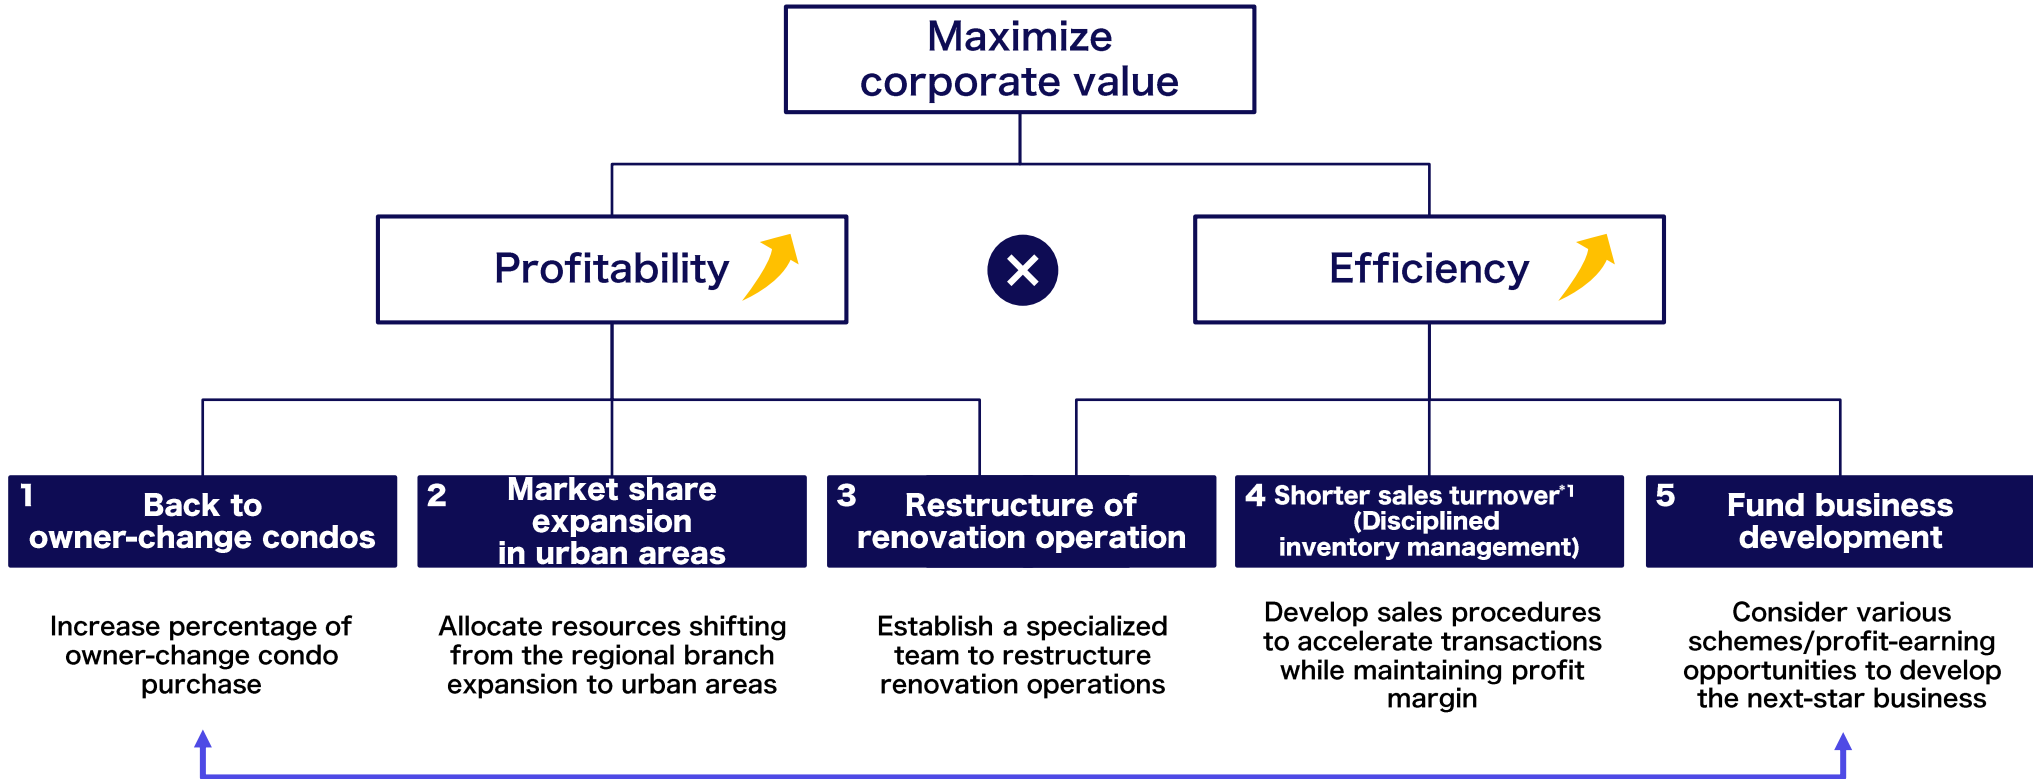 Maximize
corporate value
Profitability
×
Efficiency
1
Back to
owner-change condos
2
Market share
expansion
in urban areas
3
Restructure of
renovation operation
4
Shorter sales turnover*1
(Disciplined
inventory management)
5
Fund business
development
Increase percentage of
owner-change condo
purchase
Allocate resources shifting
from the regional branch
expansion to urban areas
Establish a specialized
team to restructure
renovation operations
Develop sales procedures
to accelerate transactions
while maintaining profit
margin
Consider various
schemes/profit-earning
opportunities to develop
the next-star business